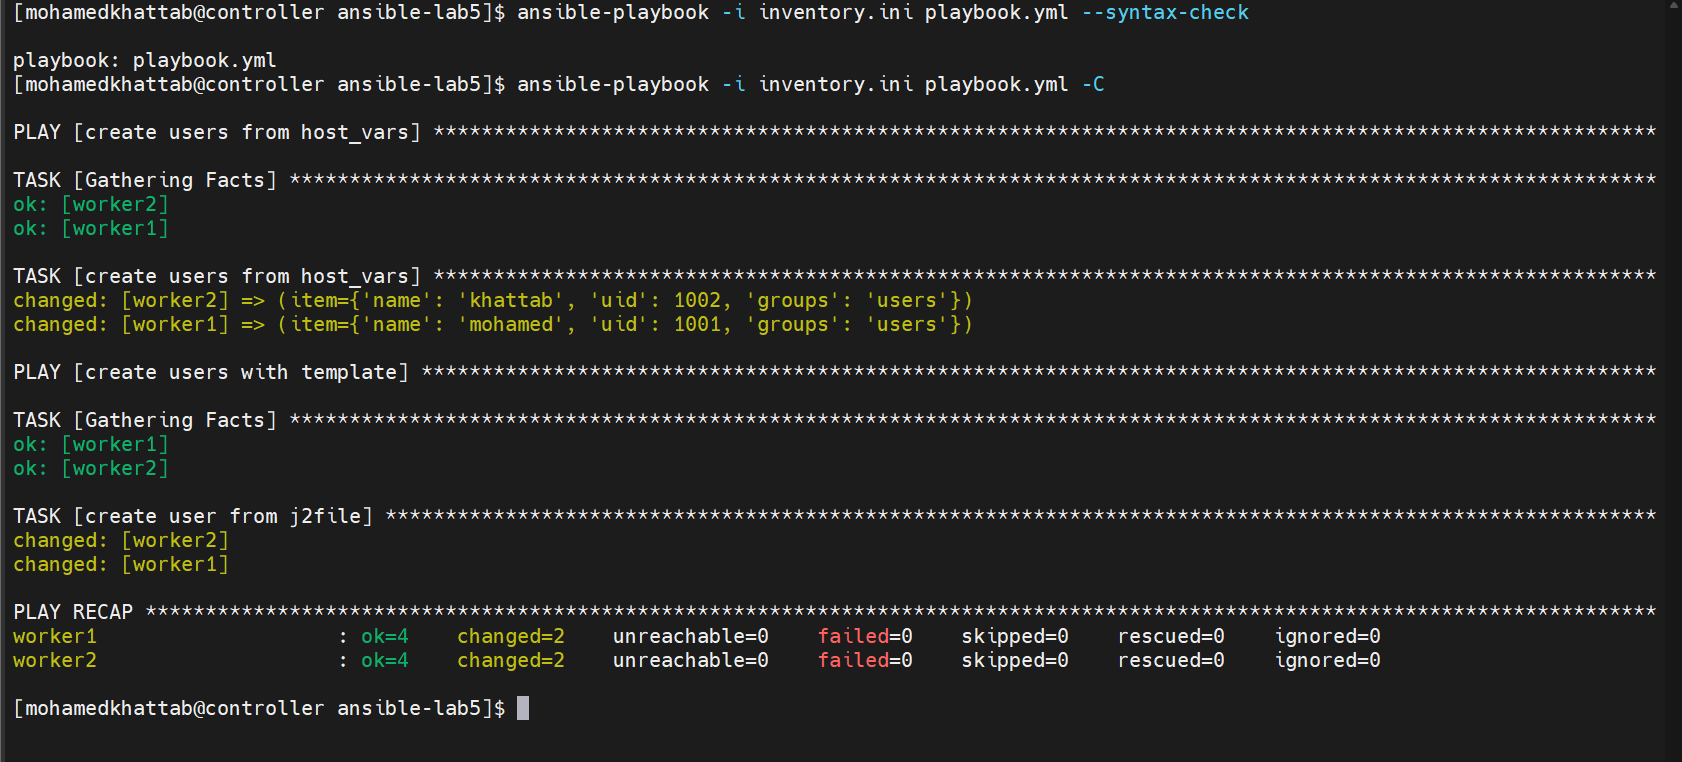 [mohamedkhattab@controller ansible-lab5]$ ansible-playbook -i inventory.ini playbook.yml --syntax-check
playbook: playbook.yml
[mohamedkhattab@controller ansible-lab5]$ ansible-playbook -i inventory.ini playbook.yml -C
PLAY [create users from host_vars] ******************************************************************************************************
TASK [Gathering Facts] ******************************************************************************************************************
ok: [worker2]
ok: [worker1]
TASK [create users from host_vars] ******************************************************************************************************
changed: [worker2] => (item={'name': 'khattab', 'uid': 1002, 'groups': 'users'})
changed: [worker1] => (item={'name': 'mohamed', 'uid': 1001, 'groups': 'users'})
PLAY [create users with template] *******************************************************************************************************
TASK [Gathering Facts] ******************************************************************************************************************
ok: [worker1]
ok: [worker2]
TASK [create user from j2file] **********************************************************************************************************
changed: [worker2]
changed: [worker1]
PLAY RECAP ******************************************************************************************************************************
worker1                    : ok=4    changed=2    unreachable=0    failed=0    skipped=0    rescued=0    ignored=0
worker2                    : ok=4    changed=2    unreachable=0    failed=0    skipped=0    rescued=0    ignored=0
[mohamedkhattab@controller ansible-lab5]$